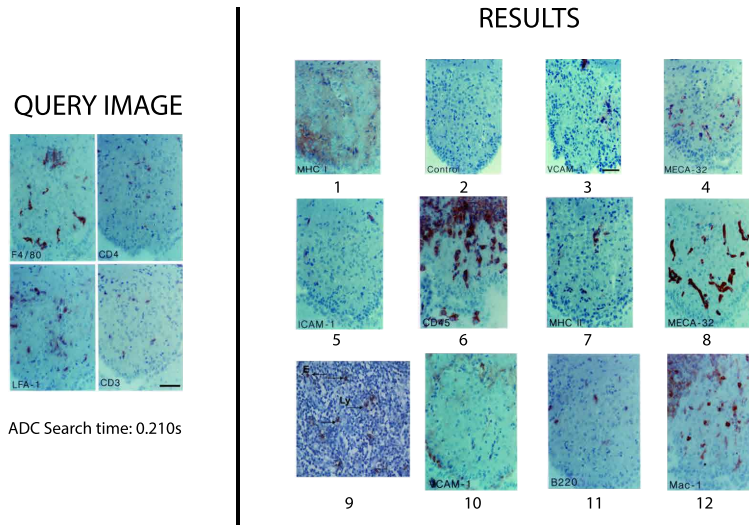 RESULTS
QUERY IMAGE
F4/80
CD4
LFA-1
CD3
ADC Search time: 0.210s
MHC I
1
Control
2
VCAM
3
MECA-32
4
ICAM-1
5
CD45
6
MHC II
7
MECA-32
8
E
Ly
9
VCAM-1
10
B220
11
Mac-1
12